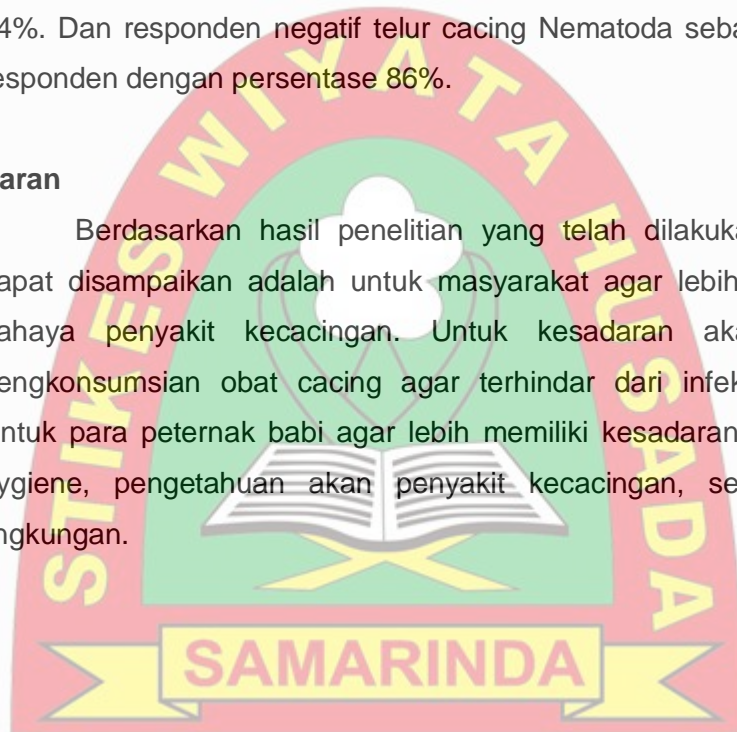 4%. Dan responden negatif telur cacing Nematoda seba
esponden dengan persentase 86%.
aran
Berdasarkan hasil penelitian yang telah dilakuka
apat disampaikan adalah untuk masyarakat agar lebih
ahaya penyakit kecacingan. Untuk kesadaran aka
engkonsumsian obat cacing agar terhindar dari infek
ntuk para peternak babi agar lebih memiliki kesadaran
ygiene, pengetahuan akan penyakit kecacingan, se
ngkungan.
STIKES WIYATA HUSADA
SAMARINDA